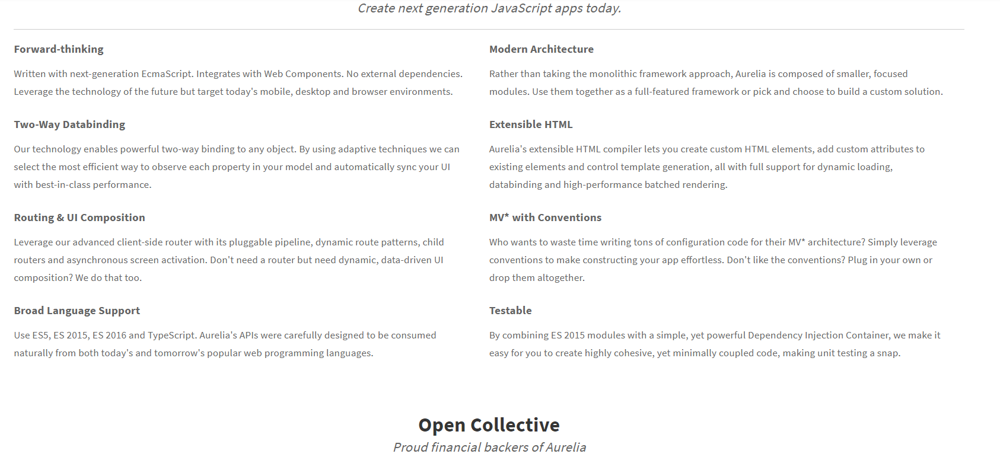 Create next generation JavaScript apps today.
Forward-thinking
Written with next-generation EcmaScript. Integrates with Web Components. No external dependencies.
Leverage the technology of the future but target today's mobile, desktop and browser environments.
Modern Architecture
Rather than taking the monolithic framework approach, Aurelia is composed of smaller, focused
modules. Use them together as a full-featured framework or pick and choose to build a custom solution.
Two-Way Databinding
Our technology enables powerful two-way binding to any object. By using adaptive techniques we can
select the most efficient way to observe each property in your model and automatically sync your UI
with best-in-class performance.
Extensible HTML
Aurelia's extensible HTML compiler lets you create custom HTML elements, add custom attributes to
existing elements and control template generation, all with full support for dynamic loading,
databinding and high-performance batched rendering.
Routing & UI Composition
Leverage our advanced client-side router with its pluggable pipeline, dynamic route patterns, child
routers and asynchronous screen activation. Don't need a router but need dynamic, data-driven UI
composition? We do that too.
MV* with Conventions
Who wants to waste time writing tons of configuration code for their MV* architecture? Simply leverage
conventions to make constructing your app effortless. Don't like the conventions? Plug in your own or
drop them altogether.
Broad Language Support
Use ES5, ES 2015, ES 2016 and TypeScript. Aurelia's APIs were carefully designed to be consumed
naturally from both today's and tomorrow's popular web programming languages.
Testable
By combining ES 2015 modules with a simple, yet powerful Dependency Injection Container, we make it
easy for you to create highly cohesive, yet minimally coupled code, making unit testing a snap.
Open Collective
Proud financial backers of Aurelia